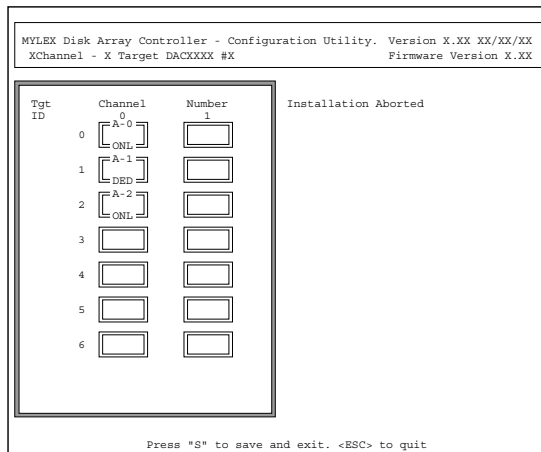 MYLEX Disk Array Controller - Configuration Utility. Version X.XX XX/XX/XX
XChannel - X Target DACXXXX #X Firmware Version X.XX
Tgt Channel Number Installation Aborted
ID 0 1
A-0
0
ONL
A-1
1
DED
A-2
2
ONL
3
4
5
6
Press "S" to save and exit. <ESC> to quit